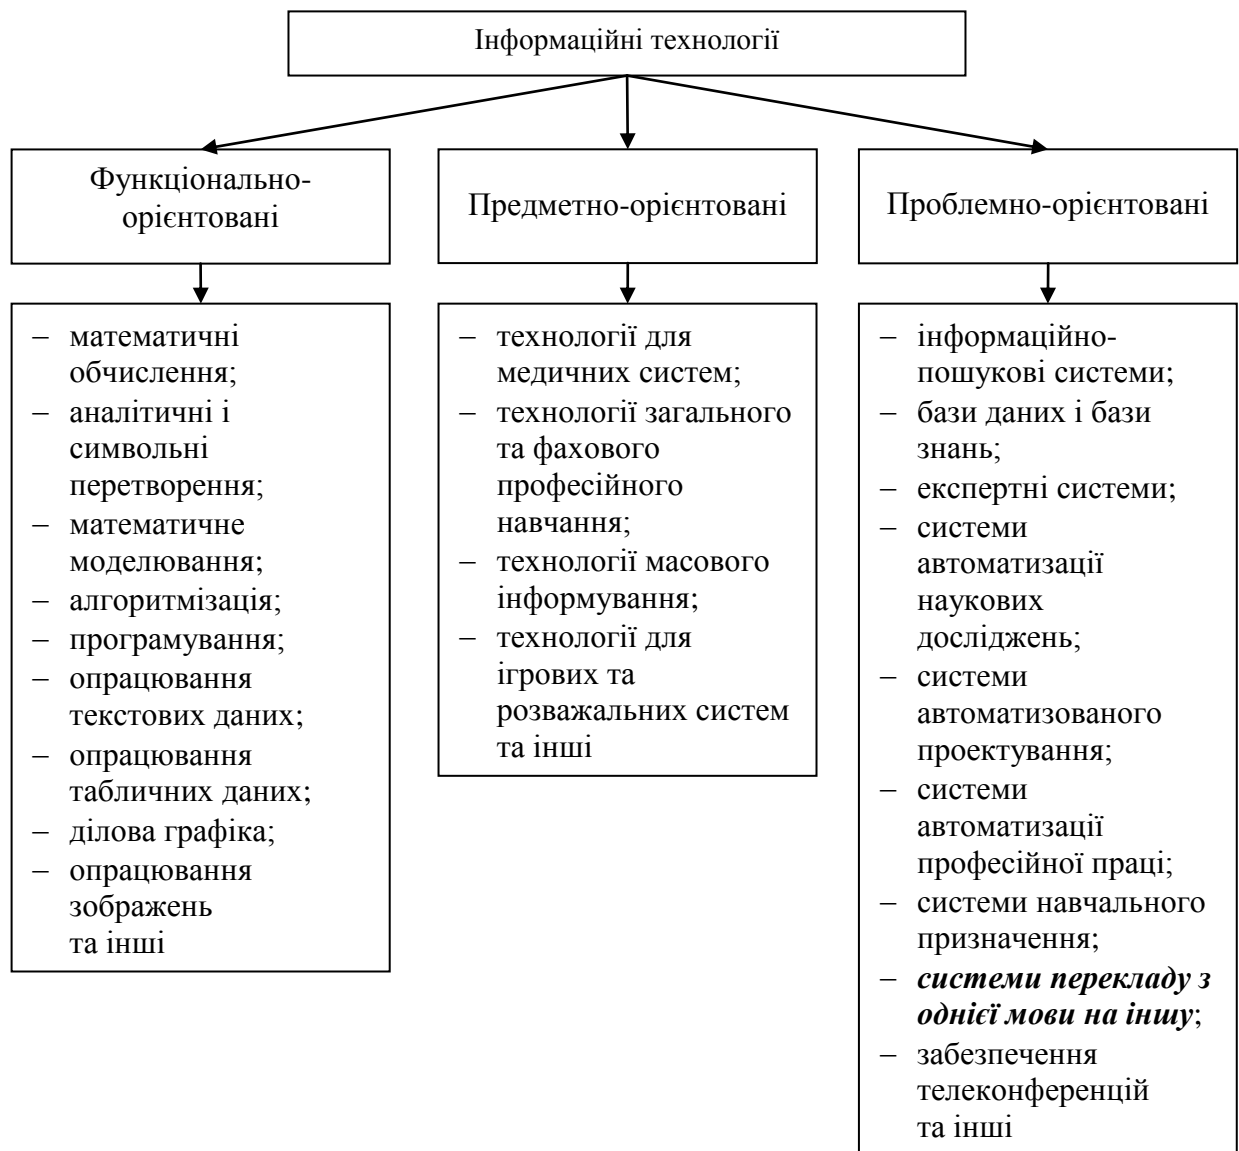 Інформаційні технології
Функціонально-
орієнтовані
Предметно-орієнтовані
Проблемно-орієнтовані
– математичні
обчислення;
– аналітичні і
символьні
перетворення;
– математичне
моделювання;
– алгоритмізація;
– програмування;
– опрацювання
текстових даних;
– опрацювання
табличних даних;
– ділова графіка;
– опрацювання
зображень
та інші
– технології для
медичних систем;
– технології загального
та фахового
професійного
навчання;
– технології масового
інформування;
– технології для
ігрових та
розважальних систем
та інші
– інформаційно-
пошукові системи;
– бази даних і бази
знань;
– експертні системи;
– системи
автоматизації
наукових
досліджень;
– системи
автоматизованого
проектування;
– системи
автоматизації
професійної праці;
– системи навчального
призначення;
– системи перекладу з
однієї мови на іншу;
– забезпечення
телеконференцій
та інші